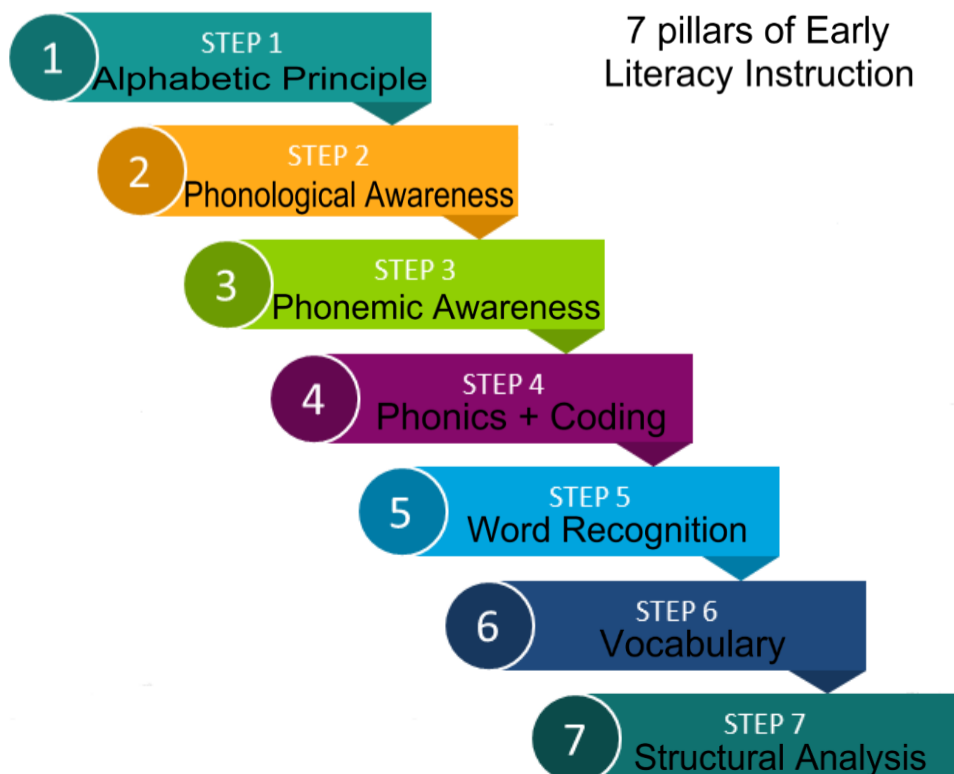 7 pillars of Early
Literacy Instruction
1
STEP 1
Alphabetic Principle
2
STEP 2
Phonological Awareness
3
STEP 3
Phonemic Awareness
4
STEP 4
Phonics + Coding
5
STEP 5
Word Recognition
6
STEP 6
Vocabulary
7
STEP 7
Structural Analysis